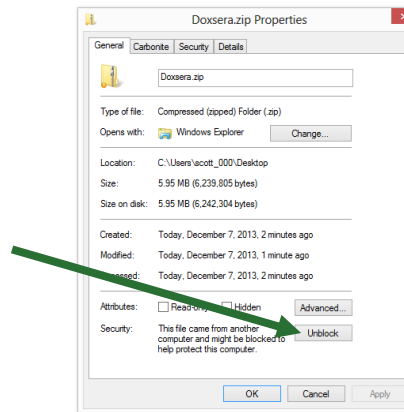 Doxsera.zip Properties
General Carbonite Security Details
Doxsera.zip
Type of file: Compressed (zipped) Folder (.zip)
Opens with: Windows Explorer Change...
Location: C:\Users\scott_000\Desktop
Size: 5.95 MB (6,239,805 bytes)
Size on disk: 5.95 MB (6,242,304 bytes)
Created: Today, December 7, 2013, 2 minutes ago
Modified: Today, December 7, 2013, 1 minute ago
Today, December 7, 2013, 2 minutes ago
Attributes: Read-only Hidden Advanced...
Security: This file came from another
computer and might be blocked to
help protect this computer.
Unblock
OK Cancel Apply